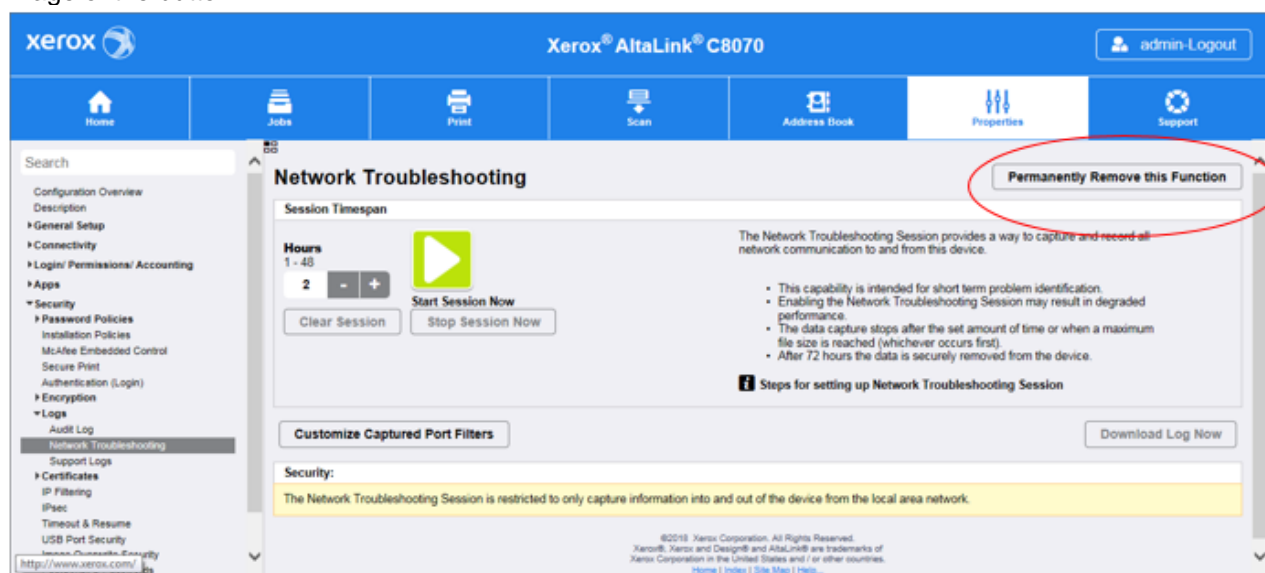 xerox
Xerox® AltaLink® C8070
admin-Logout
Home
Jobs
Print
Scan
Address Book
Properties
Support
Search
Configuration Overview
Description
General Setup
Connectivity
Login/ Permissions/ Accounting
Apps
Security
Password Policies
Installation Policies
McAfee Embedded Control
Secure Print
Authentication (Login)
Encryption
Logs
Audit Log
Network Troubleshooting
Support Logs
Certificates
IP Filtering
IPsec
Timeout & Resume
USB Port Security
http://www.xerox.com/
Network Troubleshooting
Permanently Remove this Function
Session Timespan
Hours
1 - 48
2 - +
Start Session Now
Clear Session
Stop Session Now
The Network Troubleshooting Session provides a way to capture and record all
network communication to and from this device.
• This capability is intended for short term problem identification.
• Enabling the Network Troubleshooting Session may result in degraded
performance.
• The data capture stops after the set amount of time or when a maximum
file size is reached (whichever occurs first).
• After 72 hours the data is securely removed from the device.
i Steps for setting up Network Troubleshooting Session
Customize Captured Port Filters
Download Log Now
Security:
The Network Troubleshooting Session is restricted to only capture information into and out of the device from the local area network.
©2018 Xerox Corporation. All Rights Reserved.
Xerox®, Xerox and Design® and AltaLink® are trademarks of
Xerox Corporation in the United States and / or other countries.
Home | Index | Site Map | Help...